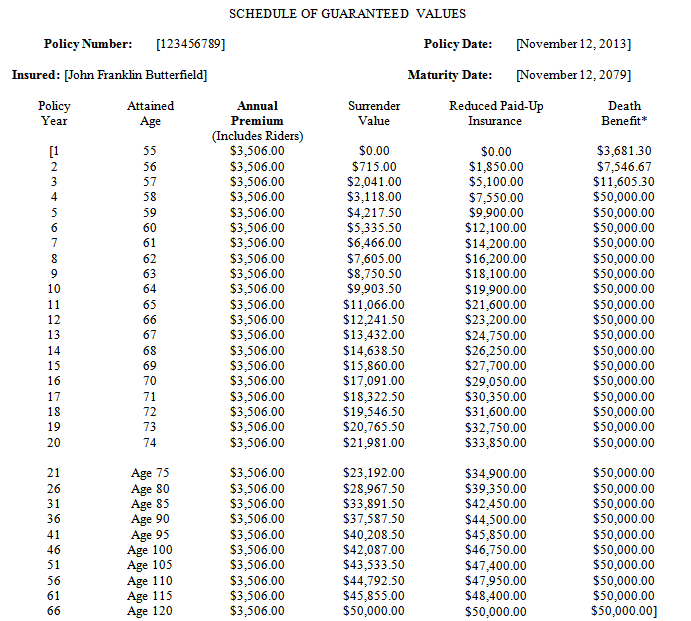 SCHEDULE OF GUARANTEED VALUES
Policy Number: [123456789] Policy Date: [November 12, 2013]
Insured: [John Franklin Butterfield] Maturity Date: [November 12, 2079]
Policy Attained Annual Surrender Reduced Paid-Up Death
Year Age Premium Value Insurance Benefit*
(Includes Riders)
[1 55 $3,506.00 $0.00 $0.00 $3,681.30
2 56 $3,506.00 $715.00 $1,850.00 $7,546.67
3 57 $3,506.00 $2,041.00 $5,100.00 $11,605.30
4 58 $3,506.00 $3,118.00 $7,550.00 $50,000.00
5 59 $3,506.00 $4,217.50 $9,900.00 $50,000.00
6 60 $3,506.00 $5,335.50 $12,100.00 $50,000.00
7 61 $3,506.00 $6,466.00 $14,200.00 $50,000.00
8 62 $3,506.00 $7,605.00 $16,200.00 $50,000.00
9 63 $3,506.00 $8,750.50 $18,100.00 $50,000.00
10 64 $3,506.00 $9,903.50 $19,900.00 $50,000.00
11 65 $3,506.00 $11,066.00 $21,600.00 $50,000.00
12 66 $3,506.00 $12,241.50 $23,200.00 $50,000.00
13 67 $3,506.00 $13,432.00 $24,750.00 $50,000.00
14 68 $3,506.00 $14,638.50 $26,250.00 $50,000.00
15 69 $3,506.00 $15,860.00 $27,700.00 $50,000.00
16 70 $3,506.00 $17,091.00 $29,050.00 $50,000.00
17 71 $3,506.00 $18,322.50 $30,350.00 $50,000.00
18 72 $3,506.00 $19,546.50 $31,600.00 $50,000.00
19 73 $3,506.00 $20,765.50 $32,750.00 $50,000.00
20 74 $3,506.00 $21,981.00 $33,850.00 $50,000.00
21 Age 75 $3,506.00 $23,192.00 $34,900.00 $50,000.00
26 Age 80 $3,506.00 $28,967.50 $39,350.00 $50,000.00
31 Age 85 $3,506.00 $33,891.50 $42,450.00 $50,000.00
36 Age 90 $3,506.00 $37,587.50 $44,500.00 $50,000.00
41 Age 95 $3,506.00 $40,208.50 $45,850.00 $50,000.00
46 Age 100 $3,506.00 $42,087.00 $46,750.00 $50,000.00
51 Age 105 $3,506.00 $43,533.50 $47,400.00 $50,000.00
56 Age 110 $3,506.00 $44,792.50 $47,950.00 $50,000.00
61 Age 115 $3,506.00 $45,855.00 $48,400.00 $50,000.00
66 Age 120 $3,506.00 $50,000.00 $50,000.00 $50,000.00]